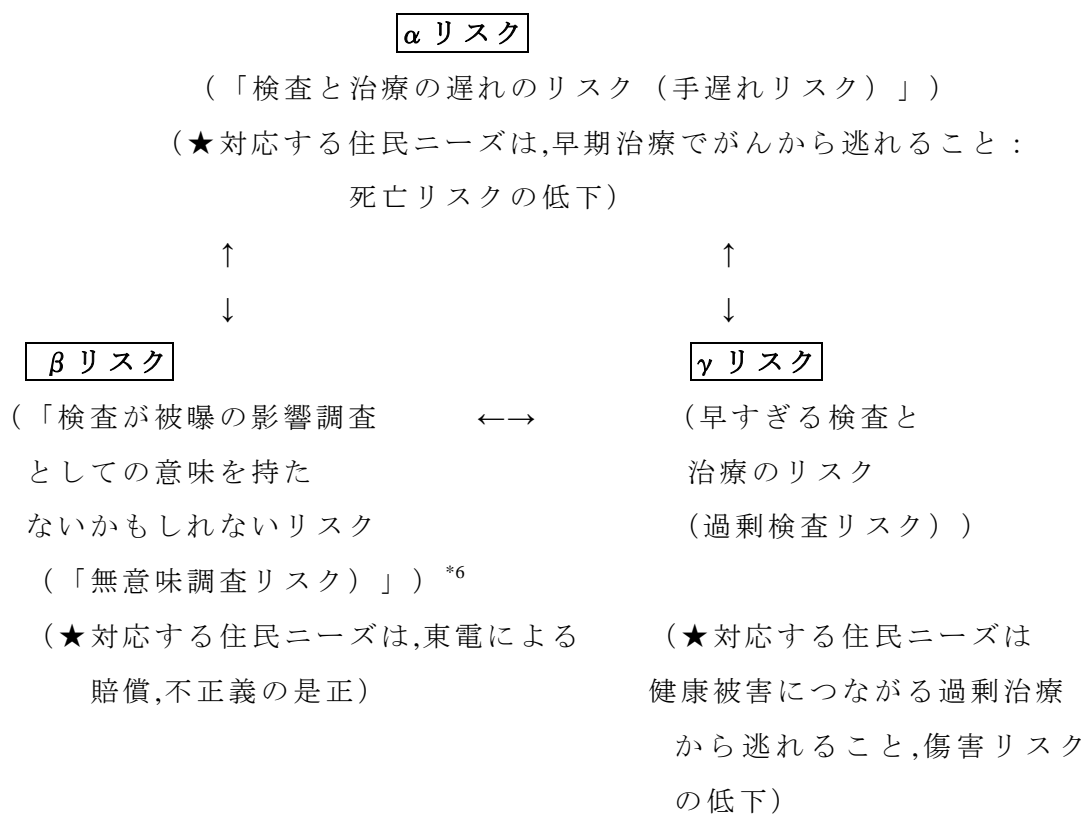 α リスク
（「検査と治療の遅れのリスク（手遅れリスク）」）
（★対応する住民ニーズは,早期治療でがんから逃れること：
死亡リスクの低下）
↑ ↑
↓ ↓
β リスク γ リスク
（「検査が被曝の影響調査 ←→ （早すぎる検査と
としての意味を持た 治療のリスク
ないかもしれないリスク （過剰検査リスク））
（「無意味調査リスク）」）*6
（★対応する住民ニーズは,東電による （★対応する住民ニーズは
賠償,不正義の是正） 健康被害につながる過剰治療
から逃れること,傷害リスク
の低下）